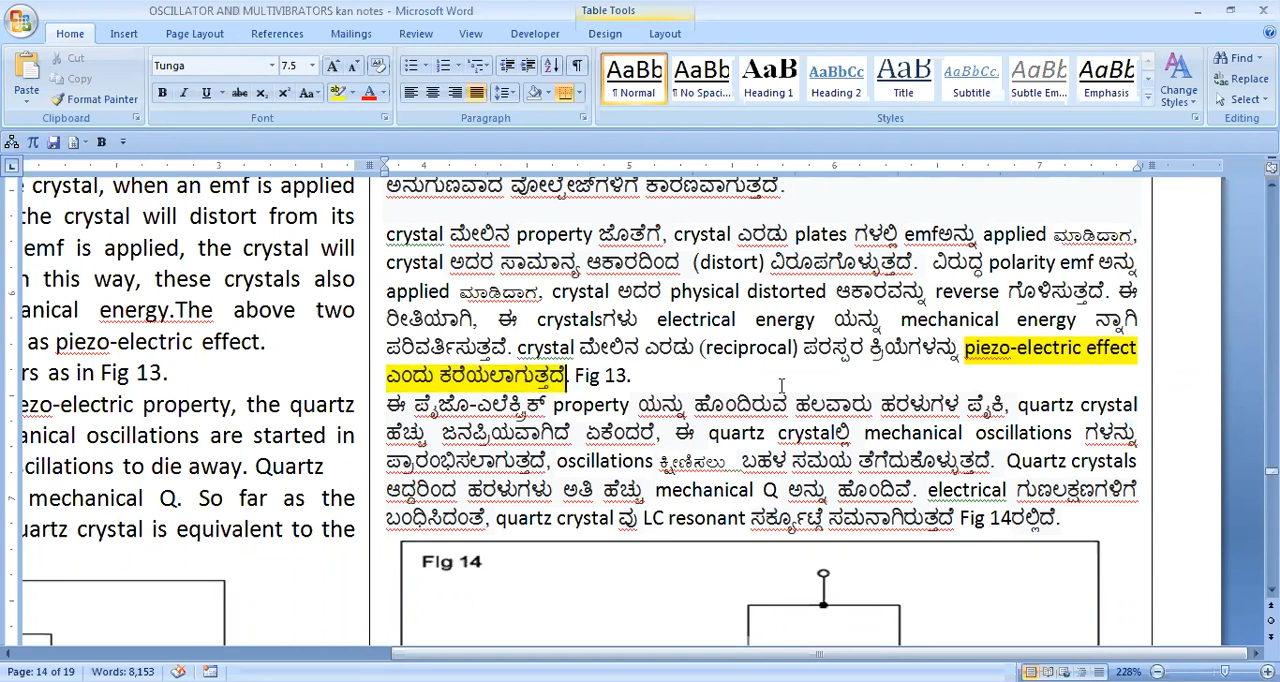 OSCILLATOR AND MULTIVIBRATORS kan notes - Microsoft Word
Table Tools
Home Insert Page Layout References Mailings Review View Developer Design Layout
Paste
Cut
Copy
Format Painter
Clipboard
Tunga 7.5
Font
Paragraph
AaBb AaBb AaB AaBbCc AaB AaBbCc AaBb AaBb
¶ Normal ¶ No Spaci... Heading 1 Heading 2 Title Subtitle Subtle Em... Emphasis
Styles
Change Styles
Find
Replace
Select
Editing
3 4 5 6 7
e crystal, when an emf is applied
the crystal will distort from its
emf is applied, the crystal will
n this way, these crystals also
anical energy.The above two
as piezo-electric effect.
rs as in Fig 13.
ezo-electric property, the quartz
anical oscillations are started in
cillations to die away. Quartz
mechanical Q. So far as the
uartz crystal is equivalent to the
ಅನುಗುಣವಾದ ವೋಲ್ಟೇಜ್‌ಗಳಿಗೆ ಕಾರಣವಾಗುತ್ತದೆ.
crystal ಮೇಲಿನ property ಜೊತೆಗೆ, crystal ಎರಡು plates ಗಳಲ್ಲಿ emfಅನ್ನು applied ಮಾಡಿದಾಗ,
crystal ಅದರ ಸಾಮಾನ್ಯ ಆಕಾರದಿಂದ (distort) ವಿರೂಪಗೊಳ್ಳುತ್ತದೆ. ವಿರುದ್ಧ polarity emf ಅನ್ನು
applied ಮಾಡಿದಾಗ, crystal ಅದರ physical distorted ಆಕಾರವನ್ನು reverse ಗೊಳಿಸುತ್ತದೆ. ಈ
ರೀತಿಯಾಗಿ, ಈ crystalsಗಳು electrical energy ಯನ್ನು mechanical energy ನ್ನಾಗಿ
ಪರಿವರ್ತಿಸುತ್ತವೆ. crystal ಮೇಲಿನ ಎರಡು (reciprocal) ಪರಸ್ಪರ ಕ್ರಿಯೆಗಳನ್ನು piezo-electric effect
ಎಂದು ಕರೆಯಲಾಗುತ್ತದೆ. Fig 13.
ಈ ಪೈಜೊ-ಎಲೆಕ್ಟ್ರಿಕ್ property ಯನ್ನು ಹೊಂದಿರುವ ಹಲವಾರು ಹರಳುಗಳ ಪೈಕಿ, quartz crystal
ಹೆಚ್ಚು ಜನಪ್ರಿಯವಾಗಿದೆ ಏಕೆಂದರೆ, ಈ quartz crystalಲ್ಲಿ mechanical oscillations ಗಳನ್ನು
ಪ್ರಾರಂಭಿಸಲಾಗುತ್ತದೆ, oscillations ಕ್ಷೀಣಿಸಲು ಬಹಳ ಸಮಯ ತೆಗೆದುಕೊಳ್ಳುತ್ತದೆ. Quartz crystals
ಆದ್ದರಿಂದ ಹರಳುಗಳು ಅತಿ ಹೆಚ್ಚು mechanical Q ಅನ್ನು ಹೊಂದಿವೆ. electrical ಗುಣಲಕ್ಷಣಗಳಿಗೆ
ಬಂಧಿಸಿದಂತೆ, quartz crystal ವು LC resonant ಸರ್ಕ್ಯೂಟ್ಗೆ ಸಮನಾಗಿರುತ್ತದೆ Fig 14ರಲ್ಲಿದೆ.
FIg 14
Page: 14 of 19 Words: 8,153 228%